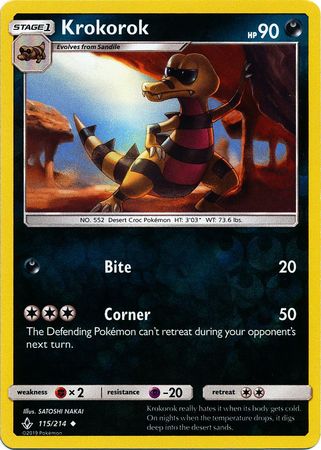 STAGE 1 Krokorok HP 90
Evolves from Sandile
NO. 552 Desert Croc Pokémon HT: 3'03" WT: 73.6 lbs.
Bite 20
Corner 50
The Defending Pokémon can't retreat during your opponent's
next turn.
weakness × 2 resistance -20 retreat
Illus. SATOSHI NAKAI
115/214
©2019 Pokémon
Krokorok really hates it when its body gets cold.
On nights when the temperature drops, it digs
deep into the desert sands.